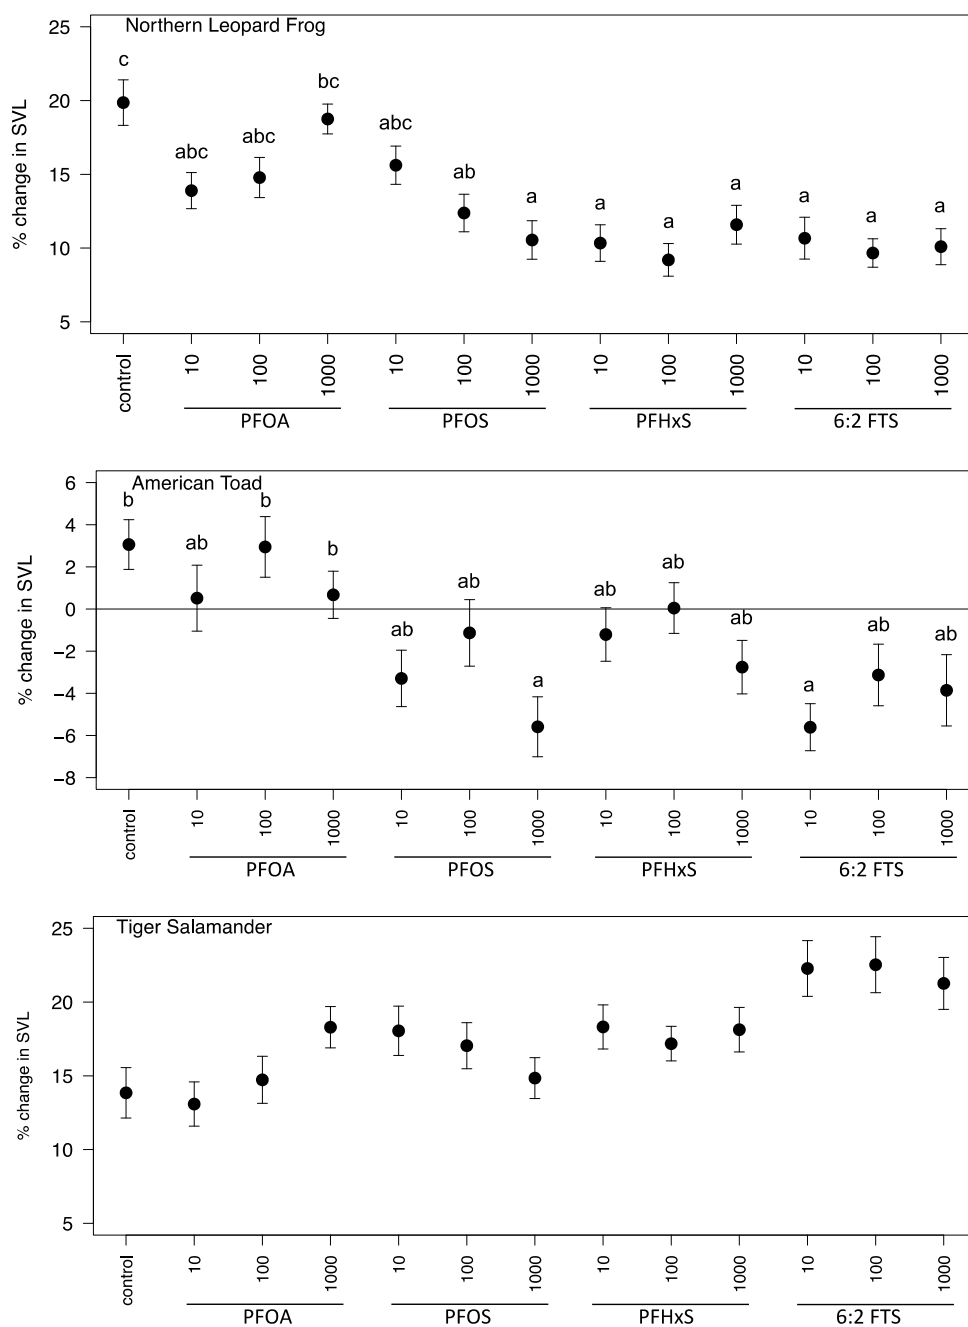 Northern Leopard Frog
% change in SVL
25
20
15
10
5
c
abc
abc
bc
abc
ab
a
a
a
a
a
a
a
control
10
100
1000
10
100
1000
10
100
1000
10
100
1000
PFOA
PFOS
PFHxS
6:2 FTS
American Toad
% change in SVL
6
4
2
0
−2
−4
−6
−8
b
ab
b
b
ab
ab
a
ab
ab
ab
a
ab
ab
control
10
100
1000
10
100
1000
10
100
1000
10
100
1000
PFOA
PFOS
PFHxS
6:2 FTS
Tiger Salamander
% change in SVL
25
20
15
10
5
control
10
100
1000
10
100
1000
10
100
1000
10
100
1000
PFOA
PFOS
PFHxS
6:2 FTS